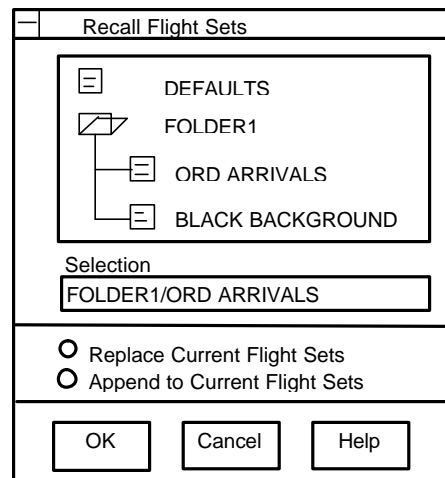 Recall Flight Sets
DEFAULTS
FOLDER1
ORD ARRIVALS
BLACK BACKGROUND
Selection
FOLDER1/ORD ARRIVALS
Replace Current Flight Sets
Append to Current Flight Sets
OK Cancel Help